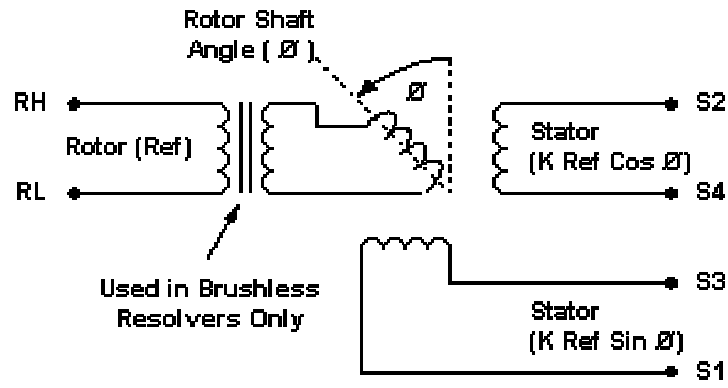 Rotor Shaft
Angle ( Ø )
Ø
RH
Rotor (Ref)
RL
S2
Stator
(K Ref Cos Ø)
S4
Used in Brushless
Resolvers Only
S3
Stator
(K Ref Sin Ø)
S1